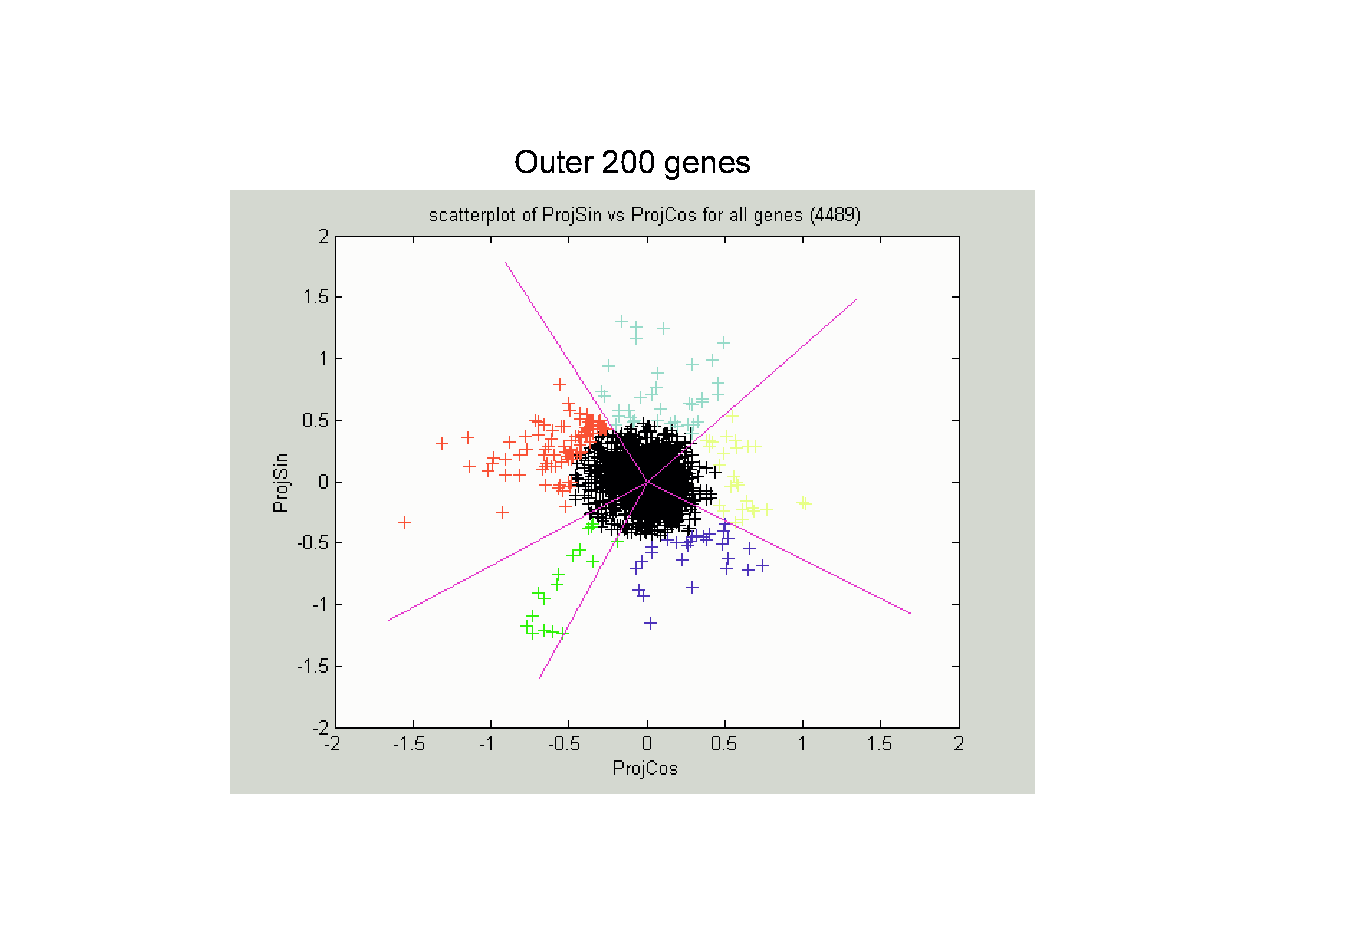 Outer 200 genes
scatterplot of ProjSin vs ProjCos for all genes (4489)
2
1.5
1
0.5
0
-0.5
-1
-1.5
-2
ProjSin
-2 -1.5 -1 -0.5 0 0.5 1 1.5 2
ProjCos